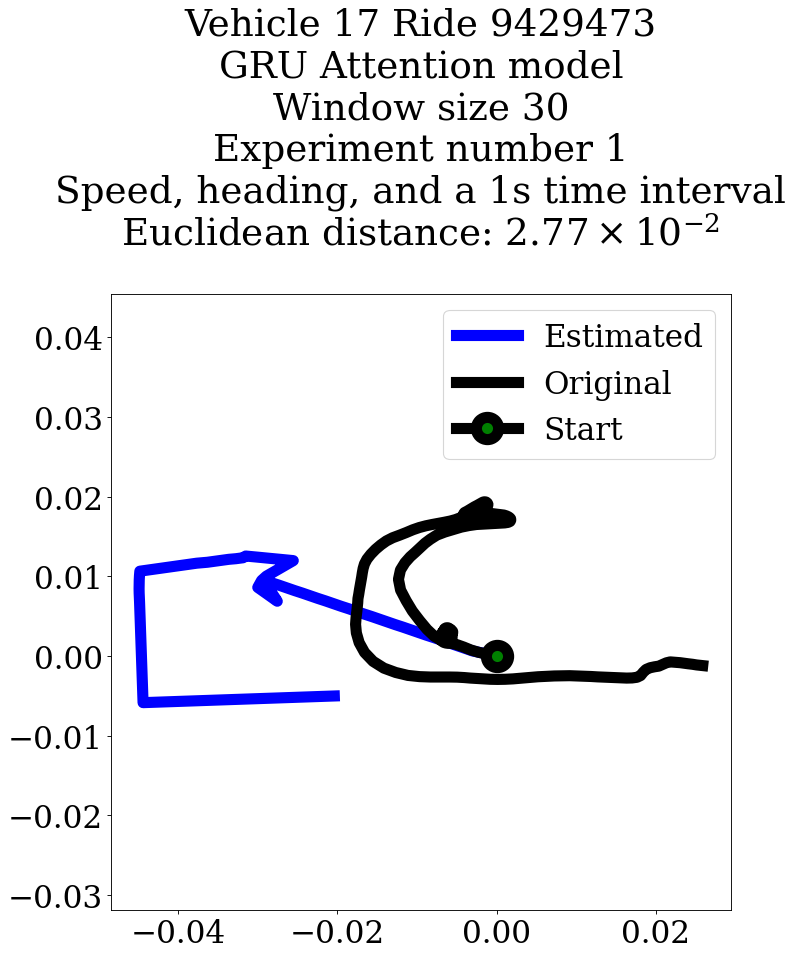 Vehicle 17 Ride 9429473
GRU Attention model
Window size 30
Experiment number 1
Speed, heading, and a 1s time interval
Euclidean distance: 2.77 × 10⁻²
Estimated
Original
Start
0.04
0.03
0.02
0.01
0.00
−0.01
−0.02
−0.03
−0.04 −0.02 0.00 0.02